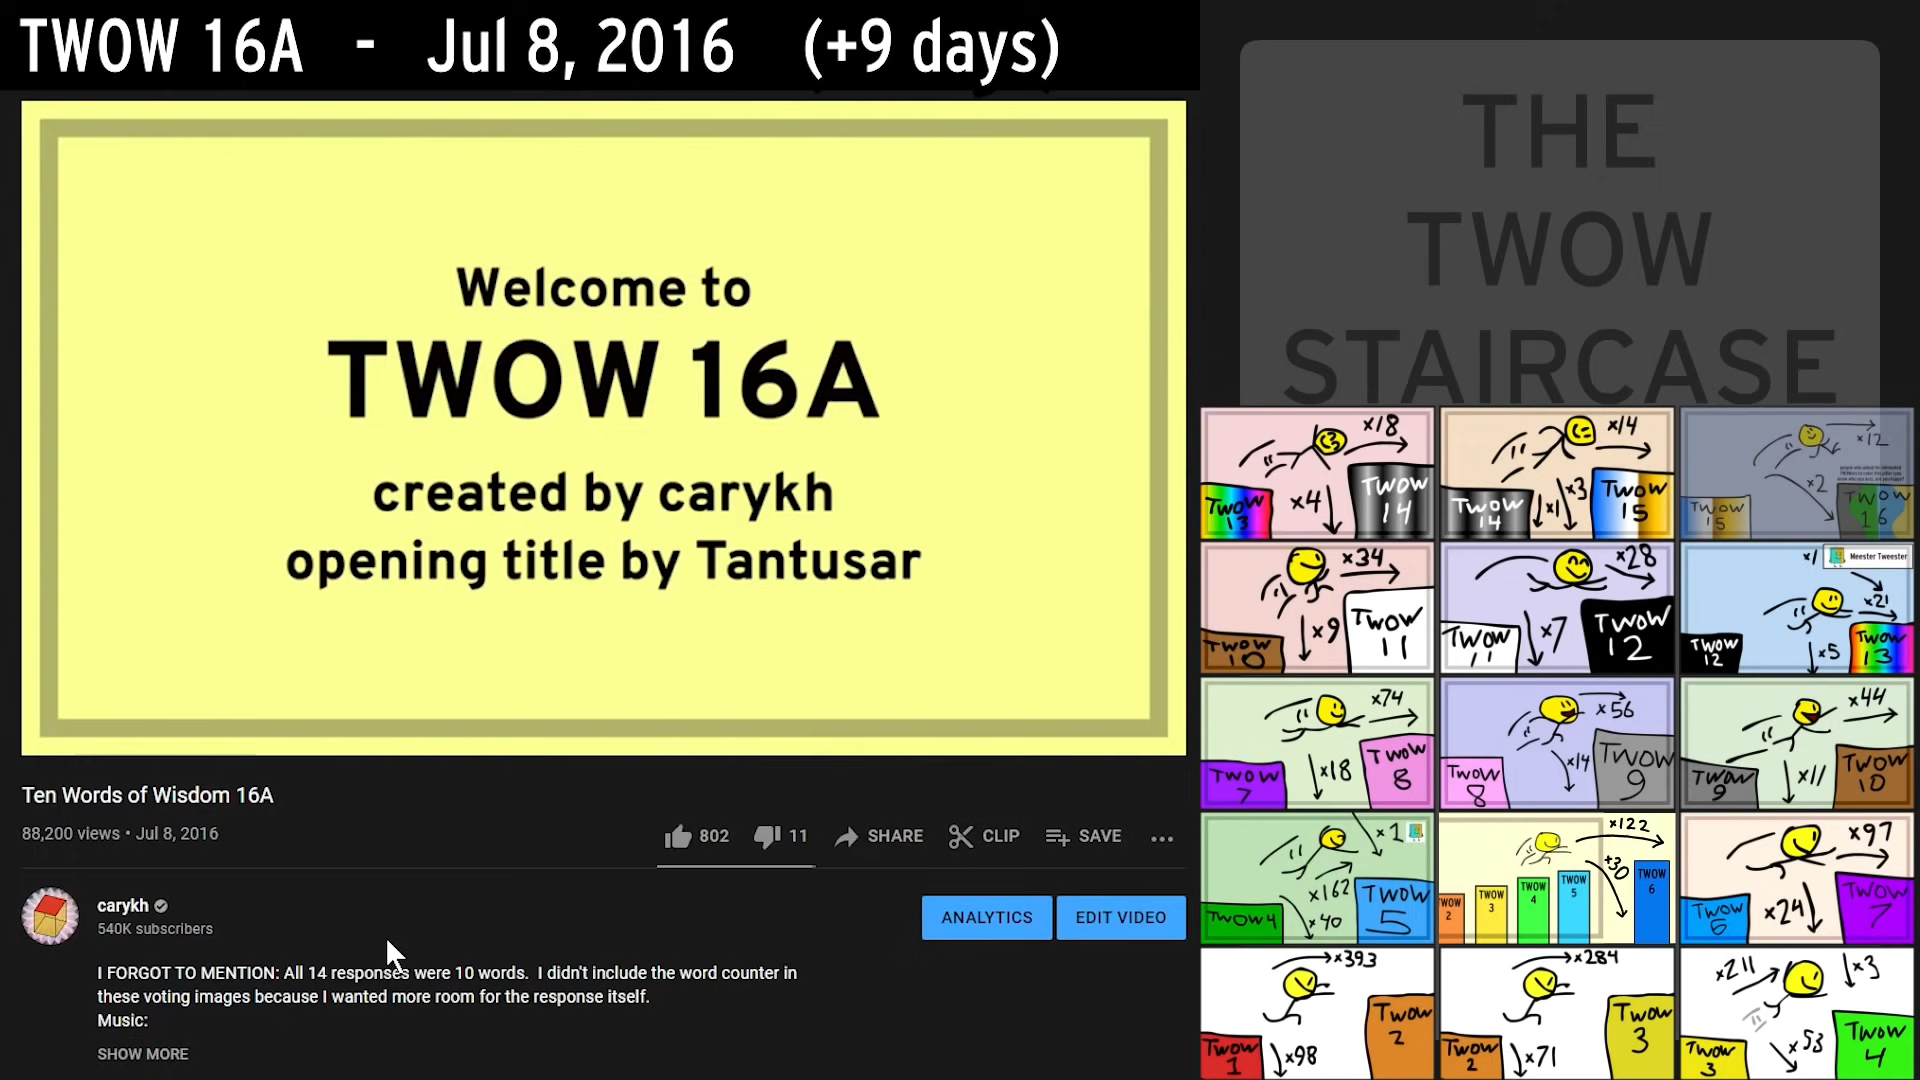 TWOW 16A - Jul 8, 2016 (+9 days)
Welcome to
TWOW 16A
created by carykh
opening title by Tantusar
Ten Words of Wisdom 16A
88,200 views • Jul 8, 2016
802
11
SHARE
CLIP
SAVE
carykh
540K subscribers
ANALYTICS
EDIT VIDEO
I FORGOT TO MENTION: All 14 responses were 10 words. I didn't include the word counter in
these voting images because I wanted more room for the response itself.
Music:
SHOW MORE
THE
TWOW
STAIRCASE
x18
x4
TWOW
13
TWOW
14
x14
x1
x3
TWOW
14
TWOW
15
x12
x2
TWOW
15
TWOW
16
x34
x9
TWOW
10
TWOW
11
x28
x7
TWOW
11
TWOW
12
x1
Meester Tweester
x21
x5
TWOW
12
TWOW
13
x74
x18
TWOW
7
TWOW
8
x56
x14
TWOW
8
TWOW
9
x44
x11
TWOW
9
TWOW
10
x1
x162
x40
TWOW 4
TWOW
5
x122
+30
TWOW
2
TWOW
3
TWOW
4
TWOW
5
TWOW
6
x97
x24
TWOW
6
TWOW
7
x393
x98
TWOW
1
TWOW
2
x284
x71
TWOW
2
TWOW
3
x211
x3
x53
TWOW
3
TWOW
4